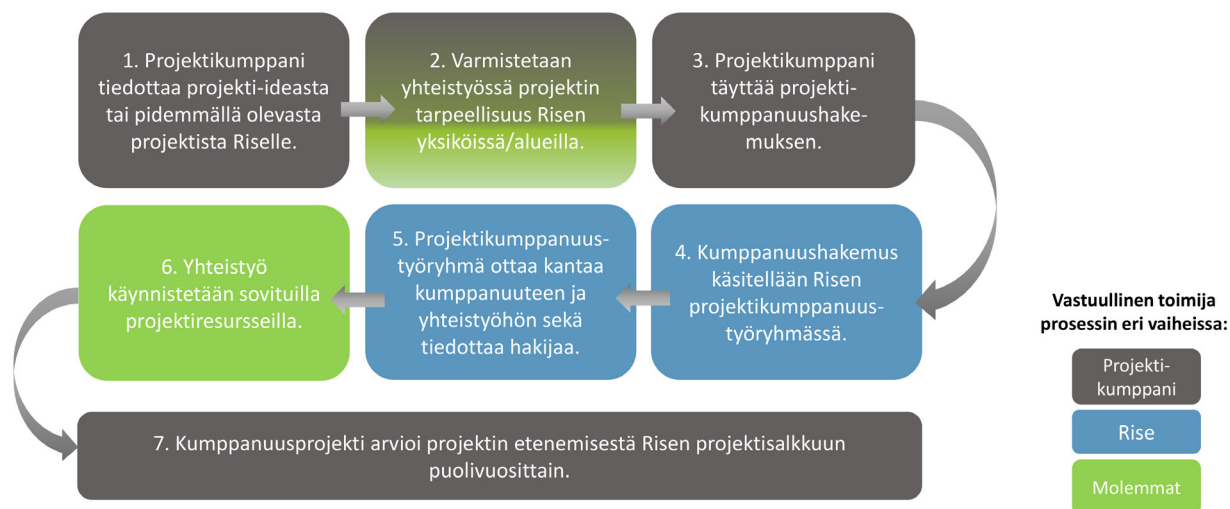 1. Projektikumppani
tiedottaa projekti-ideasta
tai pidemmällä olevasta
projektista Riselle.
2. Varmistetaan
yhteistyössä projektin
tarpeellisuus Risen
yksiköissä/alueilla.
3. Projektikumppani
täyttää projekti-
kumppanuushake-
muksen.
4. Kumppanuushakemus
käsitellään Risen
projektikumppanuus-
työryhmässä.
5. Projektikumppanuus-
työryhmä ottaa kantaa
kumppanuuteen ja
yhteistyöhön sekä
tiedottaa hakijaa.
6. Yhteistyö
käynnistetään sovituilla
projektiresursseilla.
7. Kumppanuusprojekti arvioi projektin etenemisestä Risen projektisalkkuun
puolivuosittain.
Vastuullinen toimija
prosessin eri vaiheissa:
Projekti-
kumppani
Rise
Molemmat